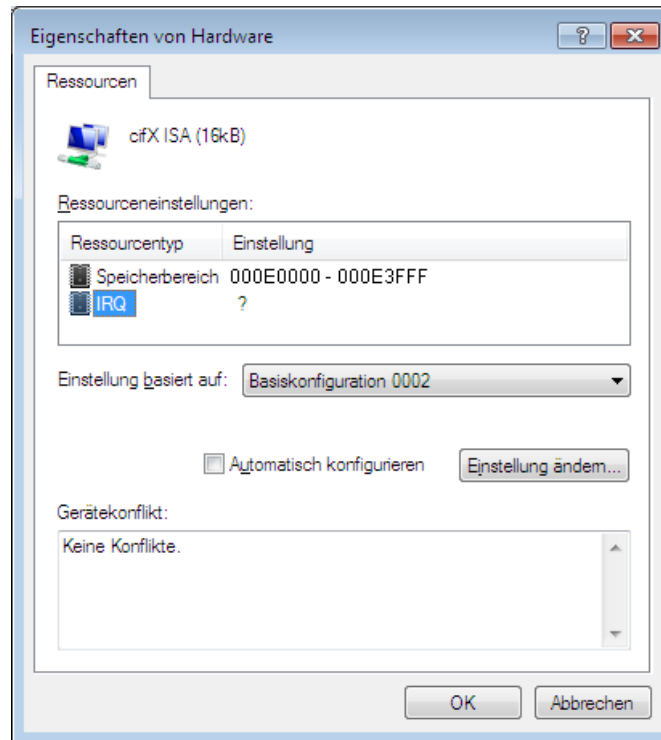 Eigenschaften von Hardware
Ressourcen
cifX ISA (16kB)
Ressourceneinstellungen:
Ressourcentyp Einstellung
Speicherbereich 000E0000 - 000E3FFF
IRQ ?
Einstellung basiert auf: Basiskonfiguration 0002
Automatisch konfigurieren Einstellung ändern...
Gerätekonflikt:
Keine Konflikte.
OK Abbrechen